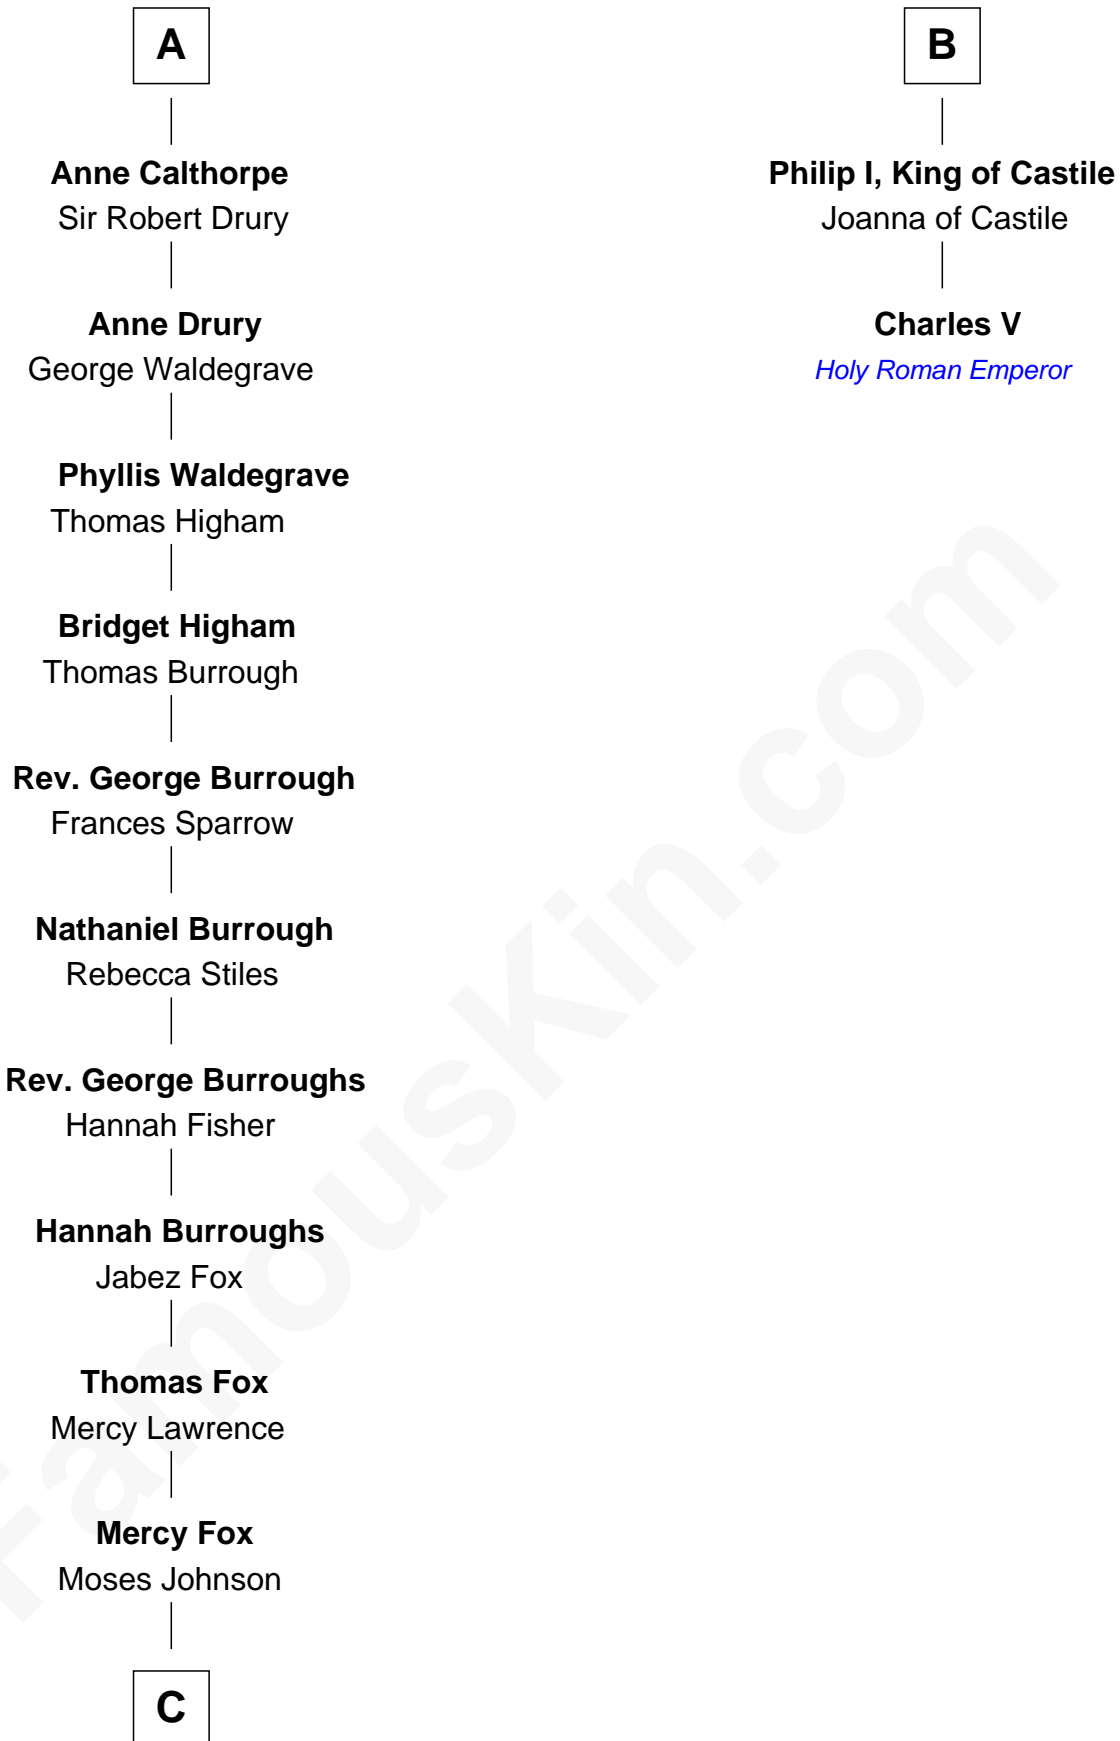 A
Anne Calthorpe
Sir Robert Drury
Anne Drury
George Waldegrave
Phyllis Waldegrave
Thomas Higham
Bridget Higham
Thomas Burrough
Rev. George Burrough
Frances Sparrow
Nathaniel Burrough
Rebecca Stiles
Rev. George Burroughs
Hannah Fisher
Hannah Burroughs
Jabez Fox
Thomas Fox
Mercy Lawrence
Mercy Fox
Moses Johnson
C
B
Philip I, King of Castile
Joanna of Castile
Charles V
Holy Roman Emperor
FamousKin.com